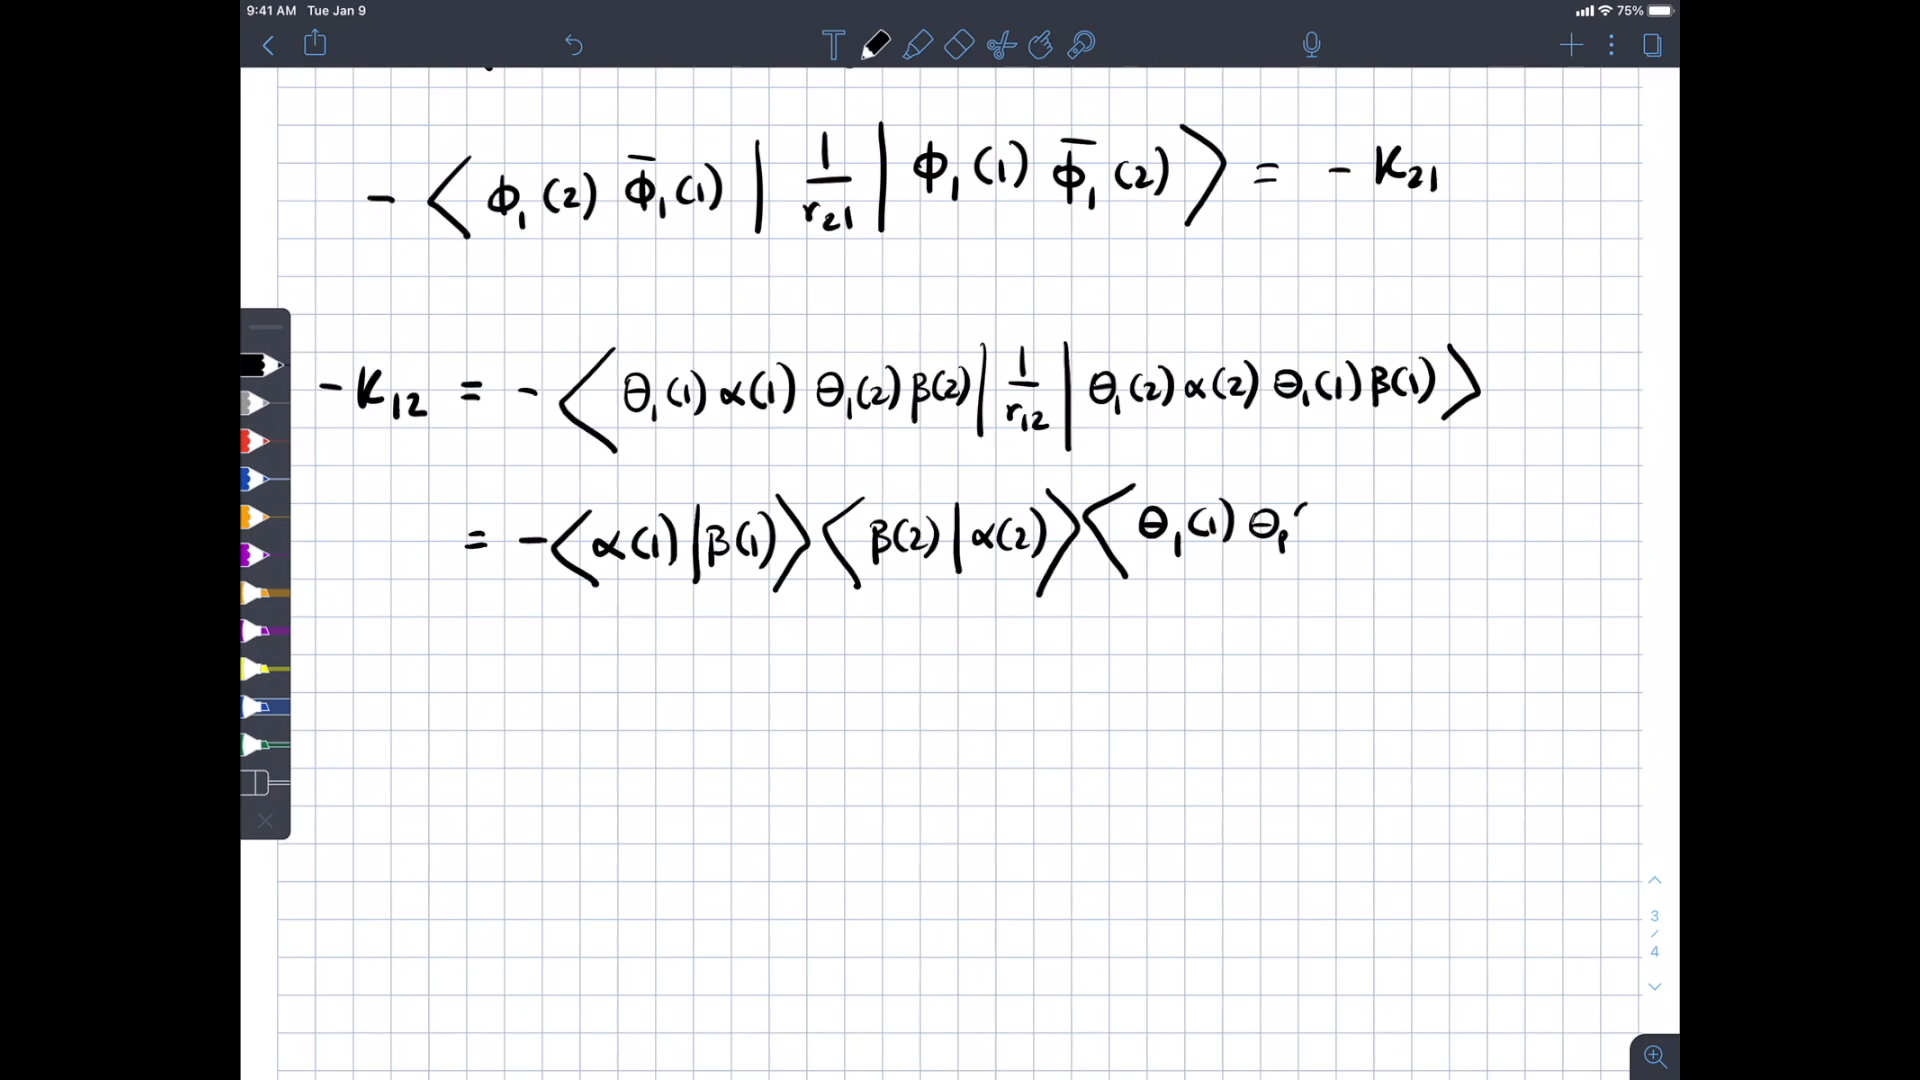 9:41 AM Tue Jan 9 75%
T
- ⟨ ϕ₁(2) ϕ̄₁(1) | 1/r₂₁ | ϕ₁(1) ϕ̄₁(2) ⟩ = - K₂₁
- K₁₂ = - ⟨ θ₁(1) α(1) θ₁(2) β(2) | 1/r₁₂ | θ₁(2) α(2) θ₁(1) β(1) ⟩
= - ⟨ α(1) | β(1) ⟩ ⟨ β(2) | α(2) ⟩ ⟨ θ₁(1) θ₁
3
/
4